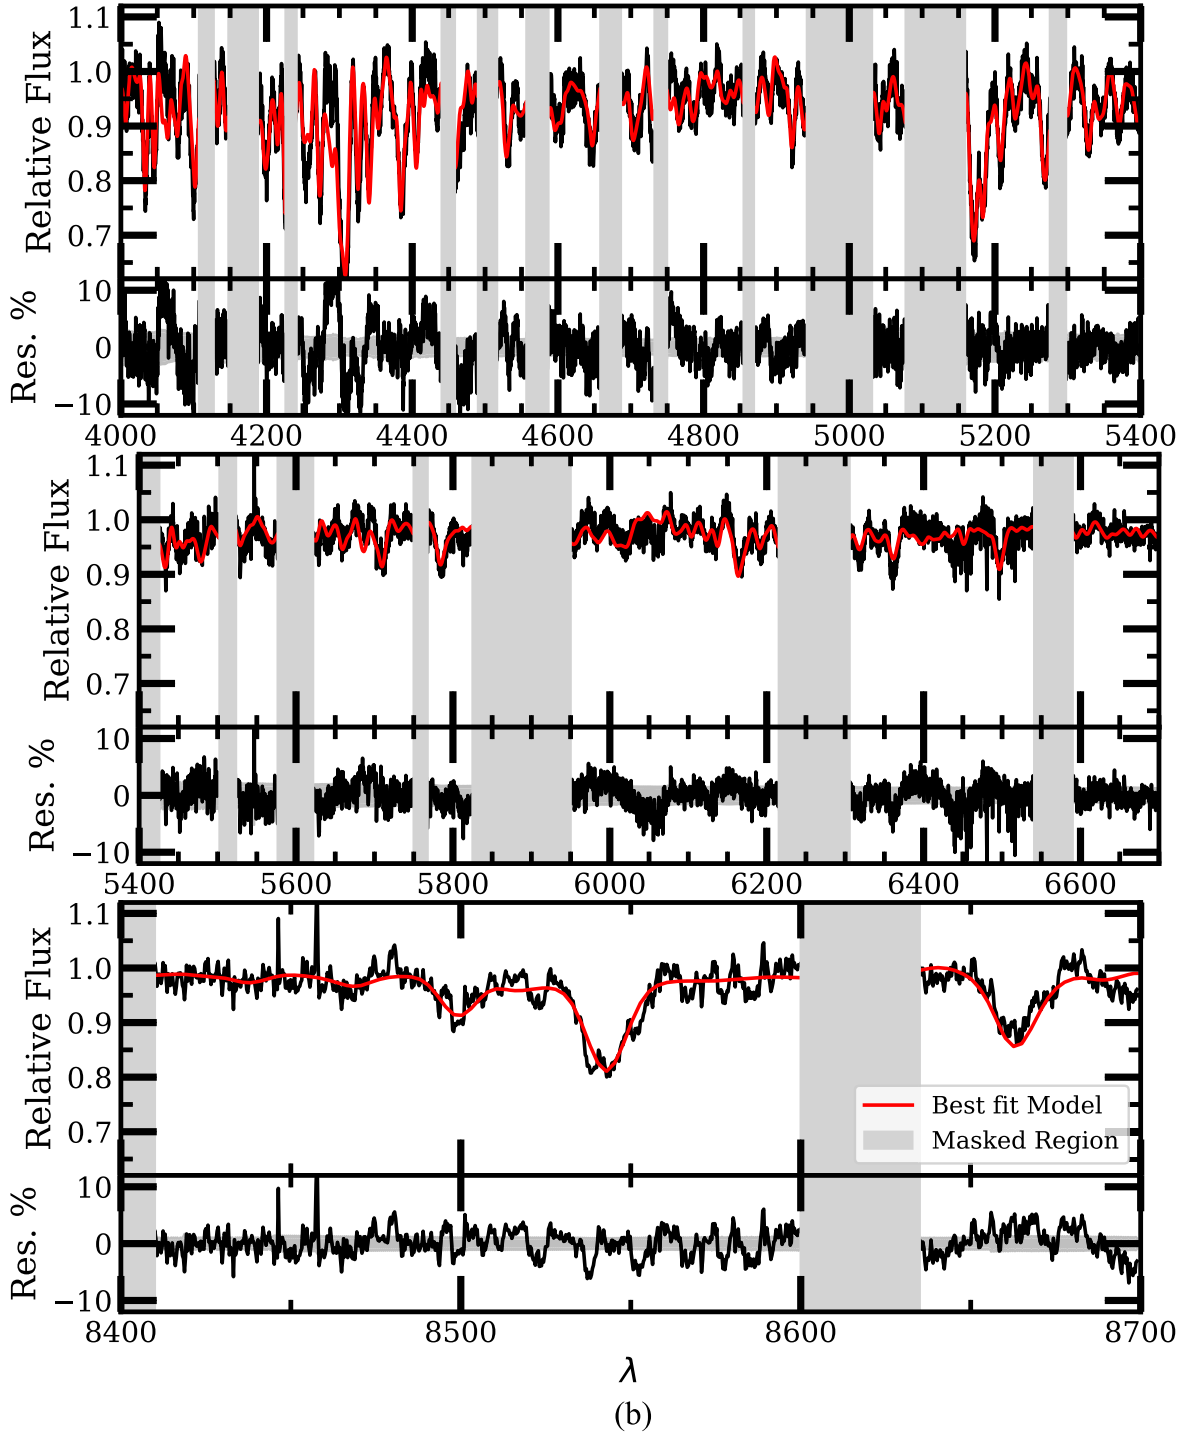 1.1
1.0
0.9
0.8
0.7
Relative Flux
10
0
−10
Res. %
4000 4200 4400 4600 4800 5000 5200 5400
1.1
1.0
0.9
0.8
0.7
Relative Flux
10
0
−10
Res. %
5400 5600 5800 6000 6200 6400 6600
1.1
1.0
0.9
0.8
0.7
Relative Flux
Best fit Model
Masked Region
10
0
−10
Res. %
8400 8500 8600 8700
λ
(b)